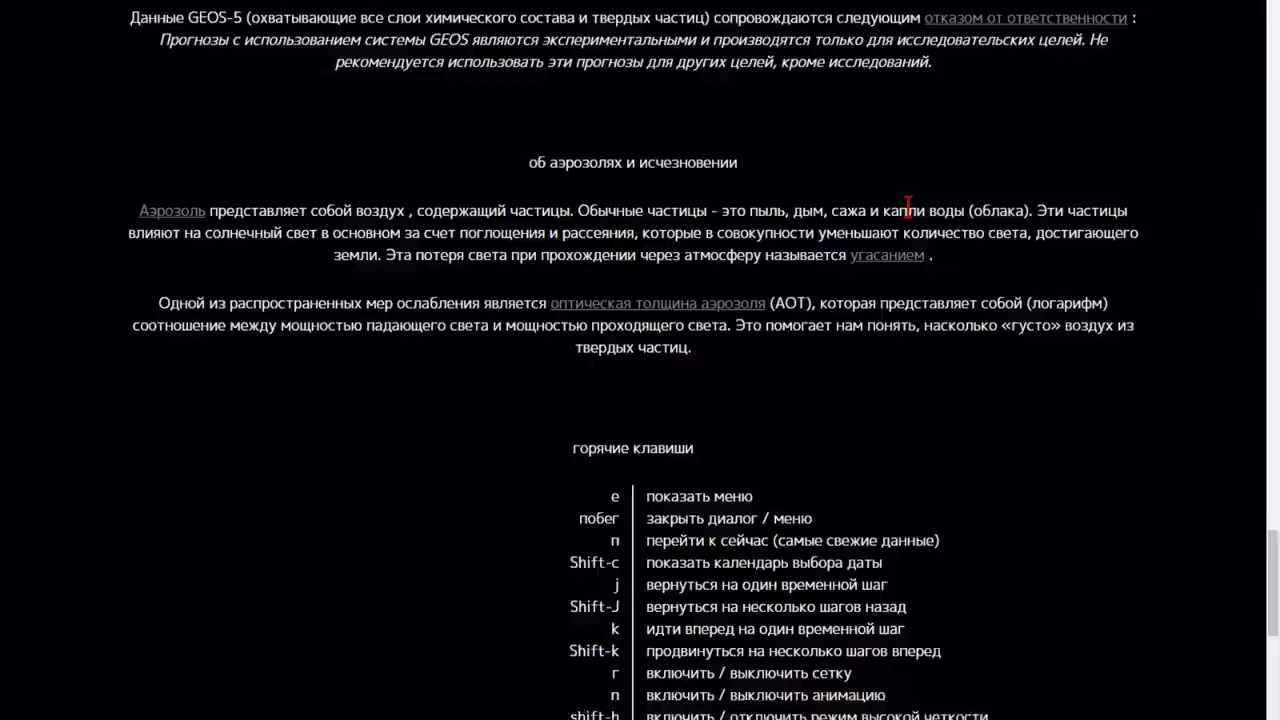 Данные GEOS-5 (охватывающие все слои химического состава и твердых частиц) сопровождаются следующим отказом от ответственности :
Прогнозы с использованием системы GEOS являются экспериментальными и производятся только для исследовательских целей. Не
рекомендуется использовать эти прогнозы для других целей, кроме исследований.
об аэрозолях и исчезновении
Аэрозоль представляет собой воздух , содержащий частицы. Обычные частицы - это пыль, дым, сажа и капли воды (облака). Эти частицы
влияют на солнечный свет в основном за счет поглощения и рассеяния, которые в совокупности уменьшают количество света, достигающего
земли. Эта потеря света при прохождении через атмосферу называется угасанием .
Одной из распространенных мер ослабления является оптическая толщина аэрозоля (АОТ), которая представляет собой (логарифм)
соотношение между мощностью падающего света и мощностью проходящего света. Это помогает нам понять, насколько «густо» воздух из
твердых частиц.
горячие клавиши
е показать меню
побег закрыть диалог / меню
п перейти к сейчас (самые свежие данные)
Shift-с показать календарь выбора даты
j вернуться на один временной шаг
Shift-J вернуться на несколько шагов назад
k идти вперед на один временной шаг
Shift-k продвинуться на несколько шагов вперед
г включить / выключить сетку
п включить / выключить анимацию
shift-h включить / отключить режим высокой четкости